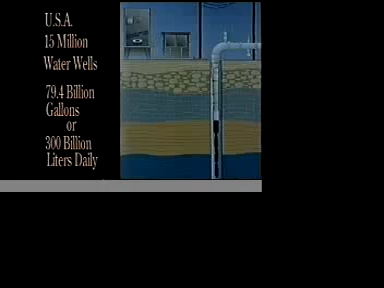 U.S.A.
15 Million
Water Wells
79.4 Billion
Gallons
or
300 Billion
Liters Daily